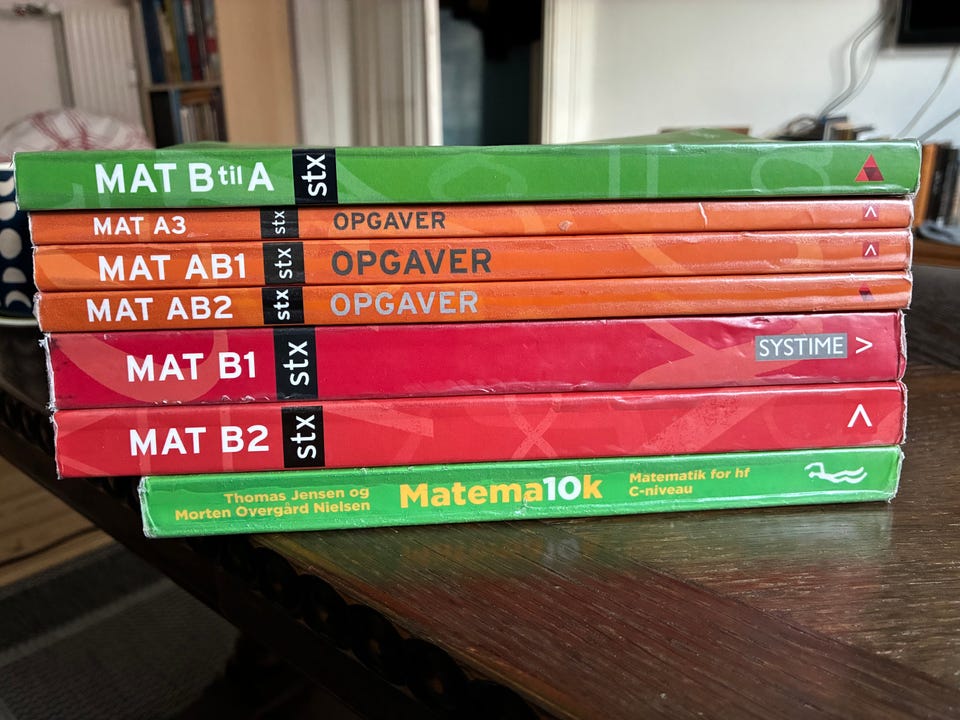 MAT B til A stx
MAT A3 stx OPGAVER
MAT AB1 stx OPGAVER
MAT AB2 stx OPGAVER
MAT B1 stx SYSTIME >
MAT B2 stx
Thomas Jensen og
Morten Overgård Nielsen
Matema10k
Matematik for hf
C-niveau